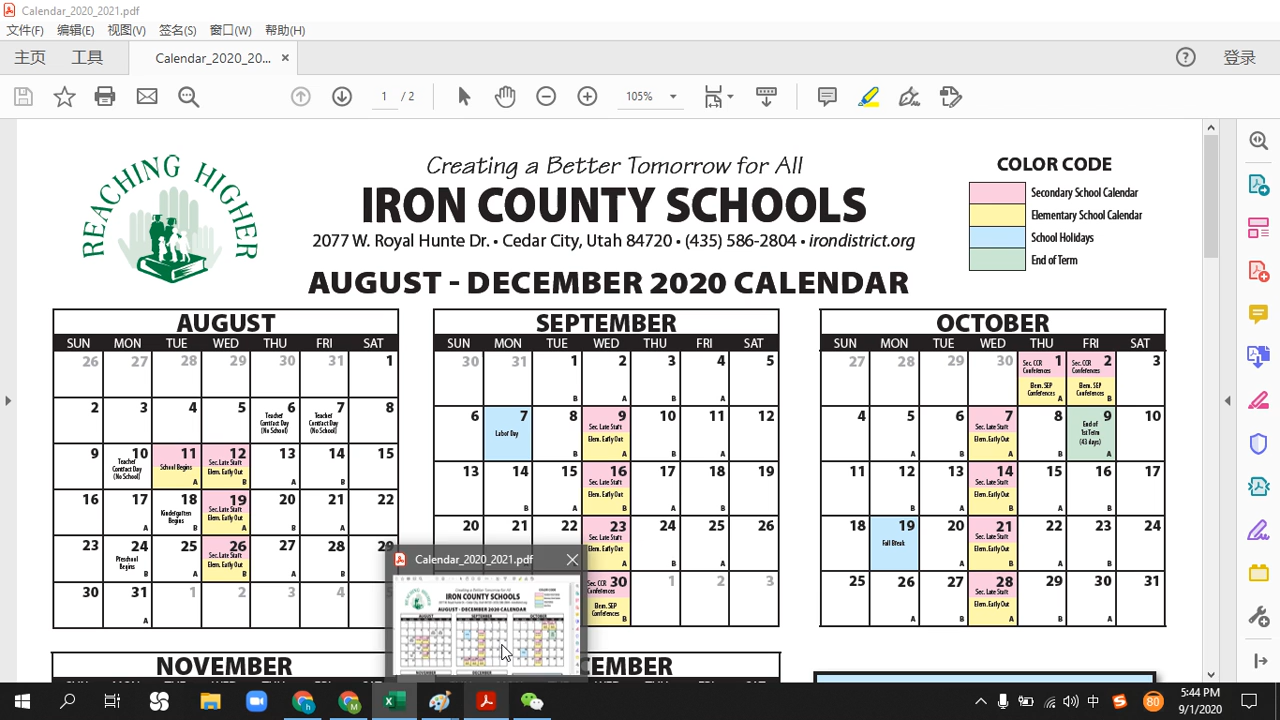 Calendar_2020_2021.pdf
文件(F) 编辑(E) 视图(V) 签名(S) 窗口(W) 帮助(H)
主页 工具 Calendar_2020_20... × 登录
1 / 2 105%
REACHING HIGHER
Creating a Better Tomorrow for All
IRON COUNTY SCHOOLS
2077 W. Royal Hunte Dr. • Cedar City, Utah 84720 • (435) 586-2804 • irondistrict.org
AUGUST - DECEMBER 2020 CALENDAR
COLOR CODE
Secondary School Calendar
Elementary School Calendar
School Holidays
End of Term
AUGUST
SUN MON TUE WED THU FRI SAT
26 27 28 29 30 31 1
2 3 4 5 6 7 8
Teacher Contract Day (No School) Teacher Contract Day (No School)
9 10 11 12 13 14 15
Teacher Contract Day (No School) School Begins A Sec. Late Start Elem. Early Out B A B
16 17 18 19 20 21 22
A Kindergarten Begins B Sec. Late Start Elem. Early Out A B A
23 24 25 26 27 28 29
Preschool Begins B A Sec. Late Start Elem. Early Out B A B
30 31 1 2 3 4
A
SEPTEMBER
SUN MON TUE WED THU FRI SAT
30 31 1 2 3 4 5
B A B A
6 7 8 9 10 11 12
Labor Day B Sec. Late Start Elem. Early Out A B A
13 14 15 16 17 18 19
B A Sec. Late Start Elem. Early Out B A B
20 21 22 23 24 25 26
Sec. Late Start Elem. Early Out A B A
30 1 2 3
Sec. CCR Conferences Elem. SEP Conferences B
OCTOBER
SUN MON TUE WED THU FRI SAT
27 28 29 30 1 2 3
Sec. CCR Conferences Elem. SEP Conferences A Sec. CCR Conferences Elem. SEP Conferences B
4 5 6 7 8 9 10
A B Sec. Late Start Elem. Early Out A B End of 1st Term (43 days) A
11 12 13 14 15 16 17
B A Sec. Late Start Elem. Early Out B A B
18 19 20 21 22 23 24
Fall Break A Sec. Late Start Elem. Early Out B A B
25 26 27 28 29 30 31
A B Sec. Late Start Elem. Early Out A B A
Calendar_2020_2021.pdf
IRON COUNTY SCHOOLS
AUGUST - DECEMBER 2020 CALENDAR
NOVEMBER
CEMBER
中 80
5:44 PM
9/1/2020